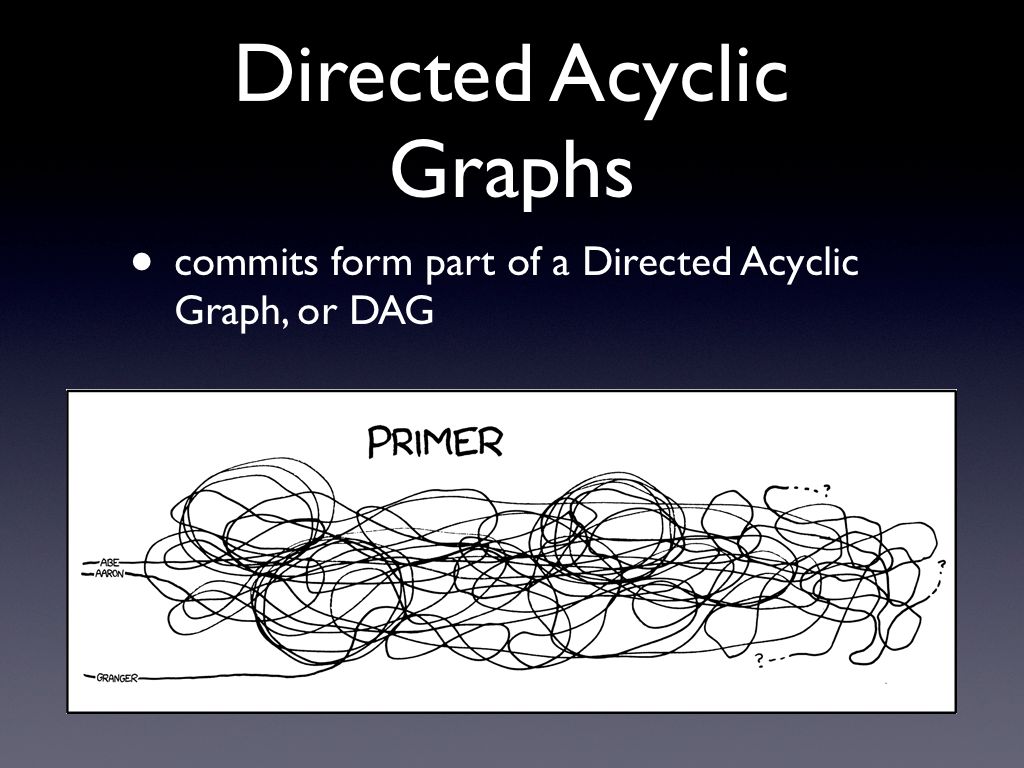 Directed Acyclic
Graphs
• commits form part of a Directed Acyclic
Graph, or DAG
PRIMER
?
ABE
?
AARON
?
GRANGER